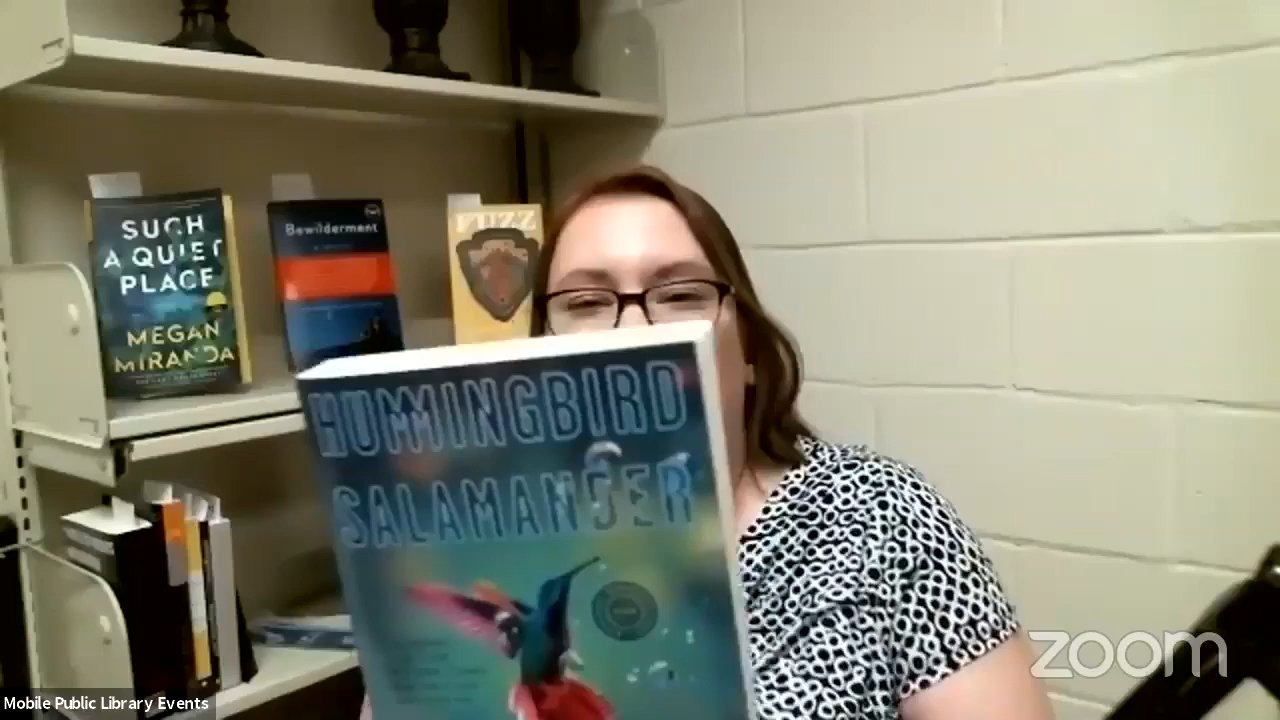 SUCH
A QUIET
PLACE
MEGAN
MIRANDA
Bewilderment
FUZZ
HUMMINGBIRD
SALAMANDER
zoom
Mobile Public Library Events